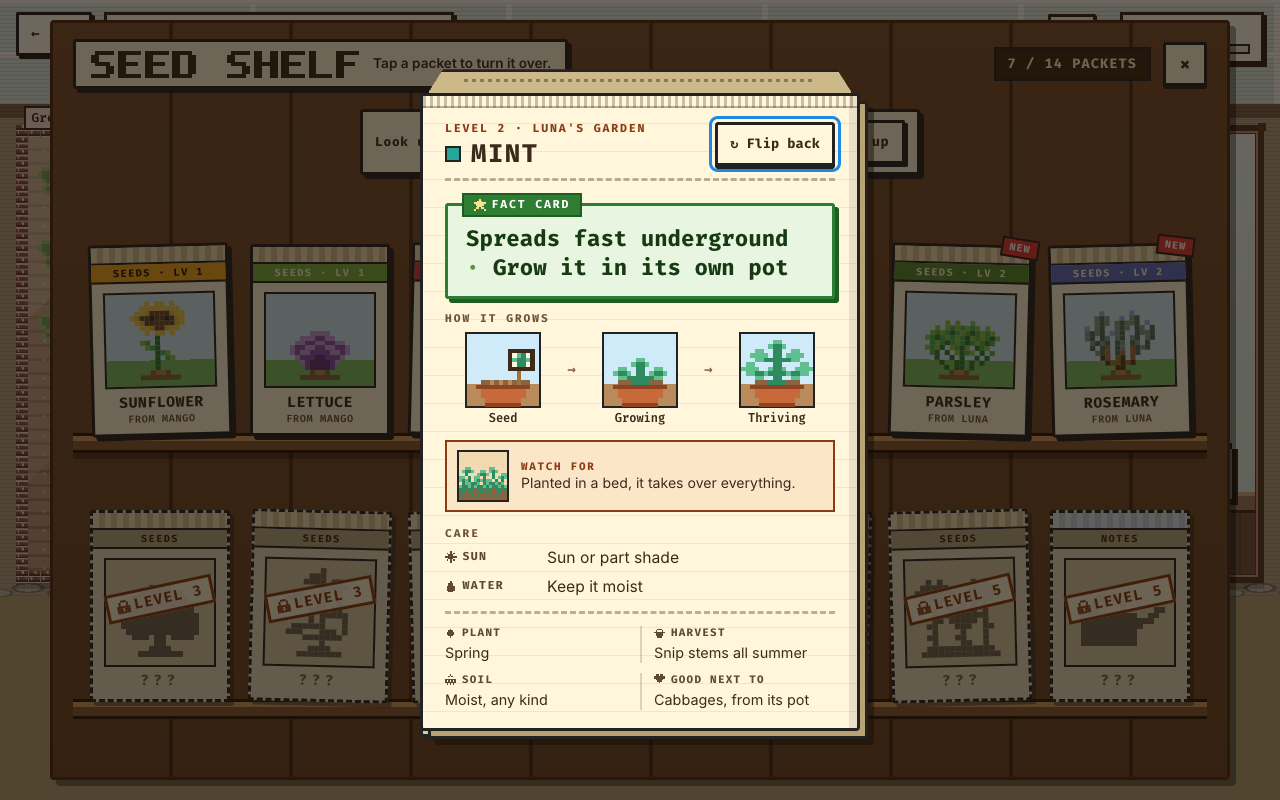 ←
SEED SHELF
Tap a packet to turn it over.
7 / 14 PACKETS
×
Look
up
LEVEL 2 · LUNA'S GARDEN
MINT
↻ Flip back
FACT CARD
Spreads fast underground
· Grow it in its own pot
HOW IT GROWS
→ →
Seed Growing Thriving
WATCH FOR
Planted in a bed, it takes over everything.
CARE
SUN Sun or part shade
WATER Keep it moist
PLANT
Spring
HARVEST
Snip stems all summer
SOIL
Moist, any kind
GOOD NEXT TO
Cabbages, from its pot
SEEDS · LV 1
SUNFLOWER
FROM MANGO
SEEDS · LV 1
LETTUCE
FROM MANGO
NEW
SEEDS · LV 2
PARSLEY
FROM LUNA
NEW
SEEDS · LV 2
ROSEMARY
FROM LUNA
SEEDS
LEVEL 3
???
SEEDS
LEVEL 3
???
SEEDS
LEVEL 5
???
NOTES
LEVEL 5
???